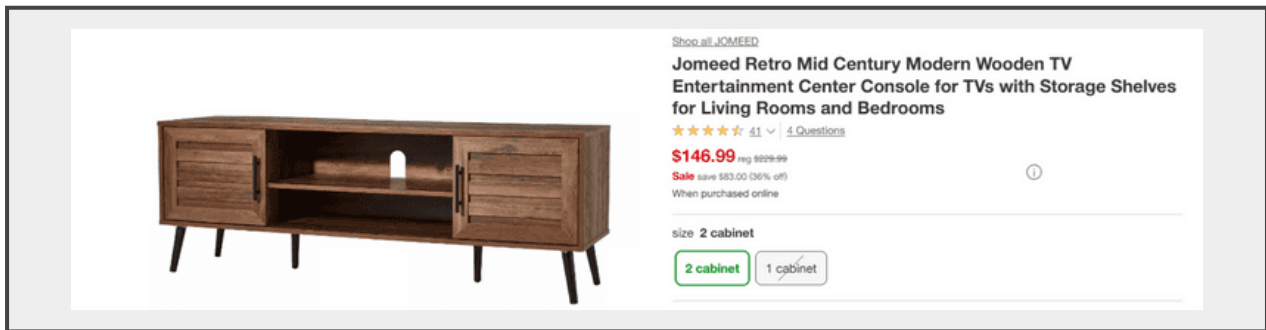 Shop all JOMEED
Jomeed Retro Mid Century Modern Wooden TV
Entertainment Center Console for TVs with Storage Shelves
for Living Rooms and Bedrooms
41 4 Questions
$146.99 reg $229.99
Sale save $83.00 (36% off)
When purchased online
size 2 cabinet
2 cabinet 1 cabinet